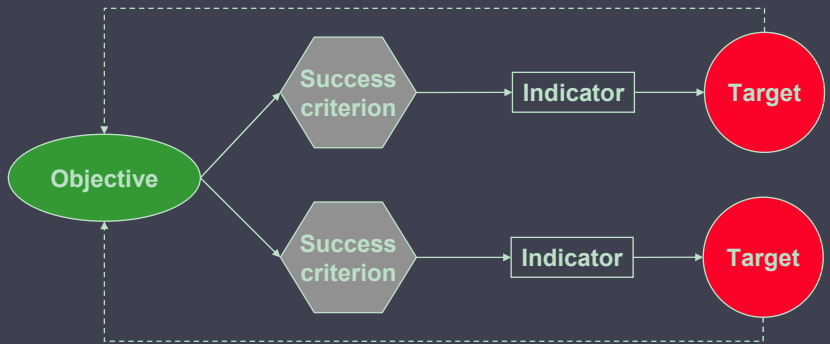 Success
criterion
Indicator
Target
Objective
Success
criterion
Indicator
Target